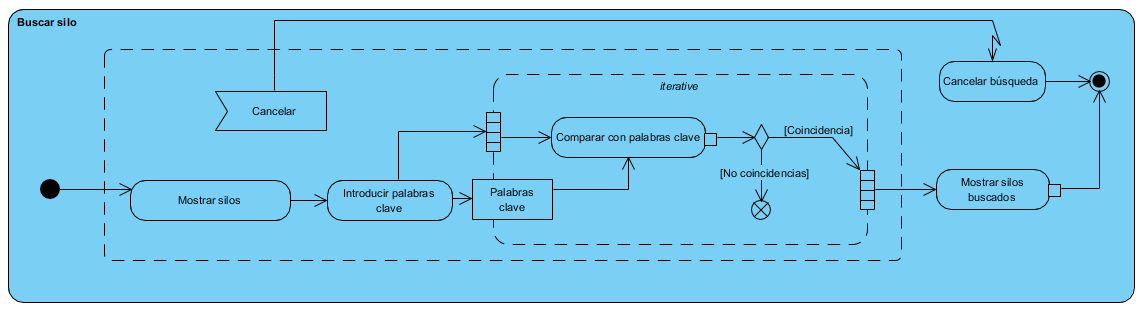 Buscar silo
iterative
Cancelar
Cancelar búsqueda
Comparar con palabras clave
[Coincidencia]
[No coincidencias]
Mostrar silos
Introducir palabras
clave
Palabras
clave
Mostrar silos
buscados